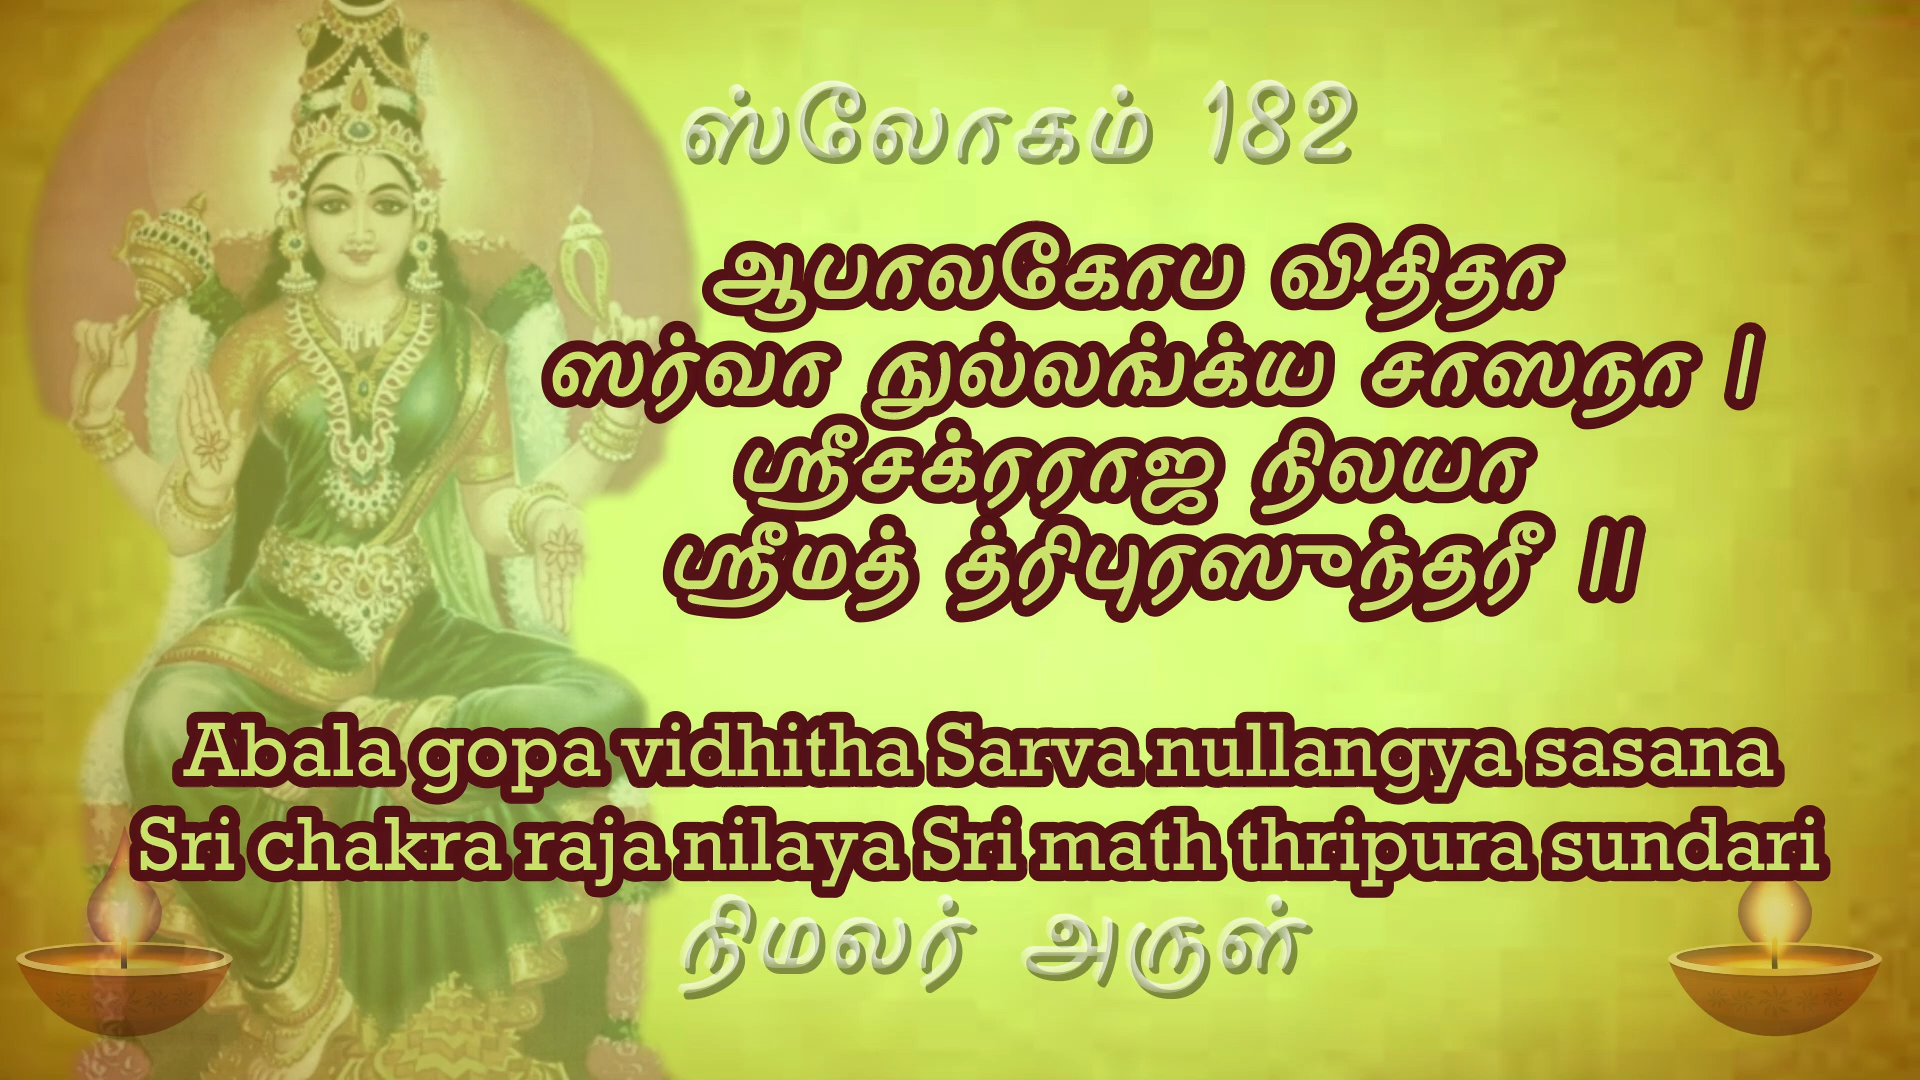 ஸ்லோகம் 182
ஆபாலகோப விதிதா
ஸர்வா நுல்லங்க்ய சாஸநா |
ஸ்ரீசக்ரராஜ நிலயா
ஸ்ரீமத் த்ரிபுரஸுந்தரீ ||
Abala gopa vidhitha Sarva nullangya sasana
Sri chakra raja nilaya Sri math thripura sundari
நிமலர் அருள்